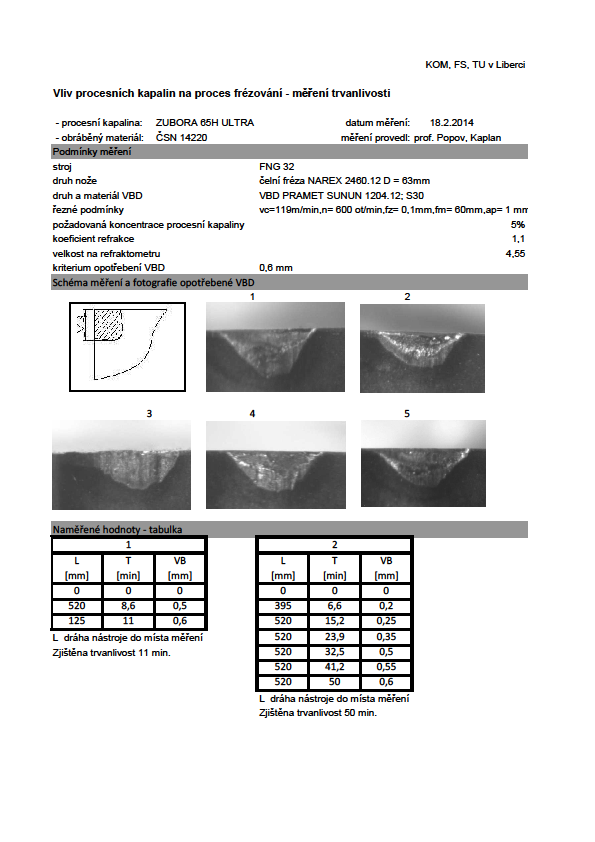 KOM, FS, TU v Liberci
Vliv procesních kapalin na proces frézování - měření trvanlivosti
- procesní kapalina: ZUBORA 65H ULTRA datum měření: 18.2.2014
- obráběný materiál: ČSN 14220 měření provedl: prof. Popov, Kaplan
Podmínky měření
stroj FNG 32
druh nože čelní fréza NAREX 2460.12 D = 63mm
druh a materiál VBD VBD PRAMET SUNUN 1204.12; S30
řezné podmínky vc=119m/min,n= 600 ot/min,fz= 0,1mm,fm= 60mm,ap= 1 mm
požadovaná koncentrace procesní kapaliny 5%
koeficient refrakce 1,1
velkost na refraktometru 4,55
kriterium opotřebení VBD 0,6 mm
Schéma měření a fotografie opotřebené VBD
1 2
3 4 5
Naměřené hodnoty - tabulka
1
L T VB
[mm] [min] [mm]
0 0 0
520 8,6 0,5
125 11 0,6
L dráha nástroje do místa měření
Zjištěna trvanlivost 11 min.
2
L T VB
[mm] [min] [mm]
0 0 0
395 6,6 0,2
520 15,2 0,25
520 23,9 0,35
520 32,5 0,5
520 41,2 0,55
520 50 0,6
L dráha nástroje do místa měření
Zjištěna trvanlivost 50 min.